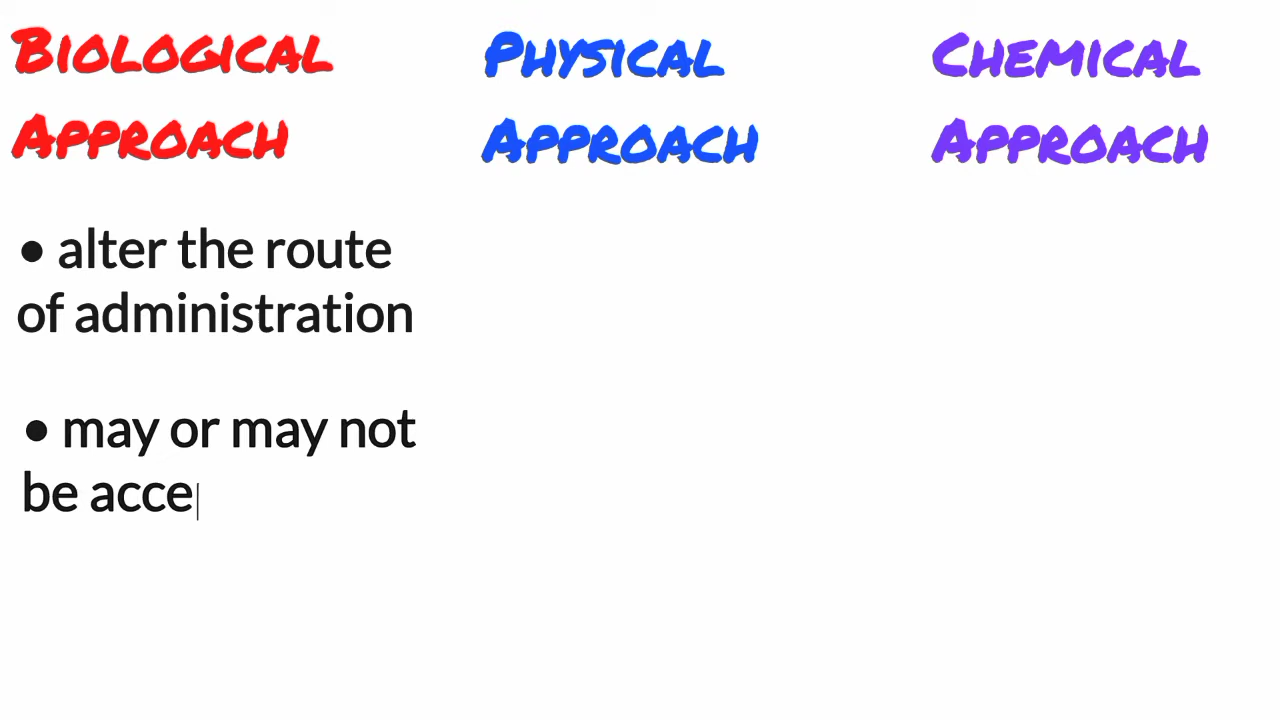 BIOLOGICAL
APPROACH
PHYSICAL
APPROACH
CHEMICAL
APPROACH
• alter the route
of administration
• may or may not
be acce